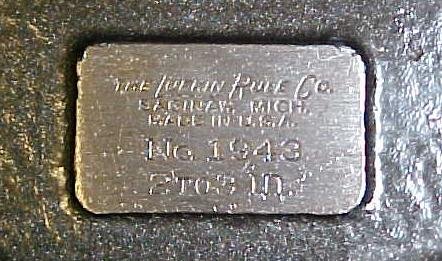 THE LUFKIN RULE CO.
SAGINAW, MICH.
MADE IN U.S.A.
No. 1943
2 TO 3 IN.